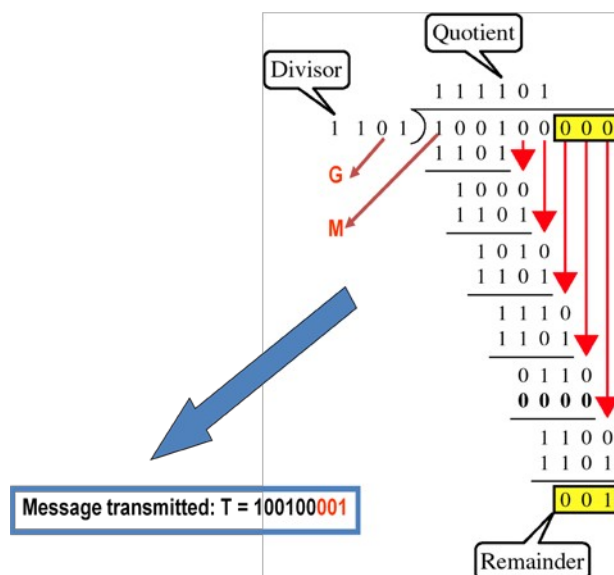 Quotient
Divisor
1 1 1 1 0 1
1 1 0 1 ) 1 0 0 1 0 0 0 0 0
1 1 0 1
G
1 0 0 0
1 1 0 1
M
1 0 1 0
1 1 0 1
1 1 1 0
1 1 0 1
0 1 1 0
0 0 0 0
1 1 0 0
1 1 0 1
Message transmitted: T = 100100001
0 0 1
Remainder